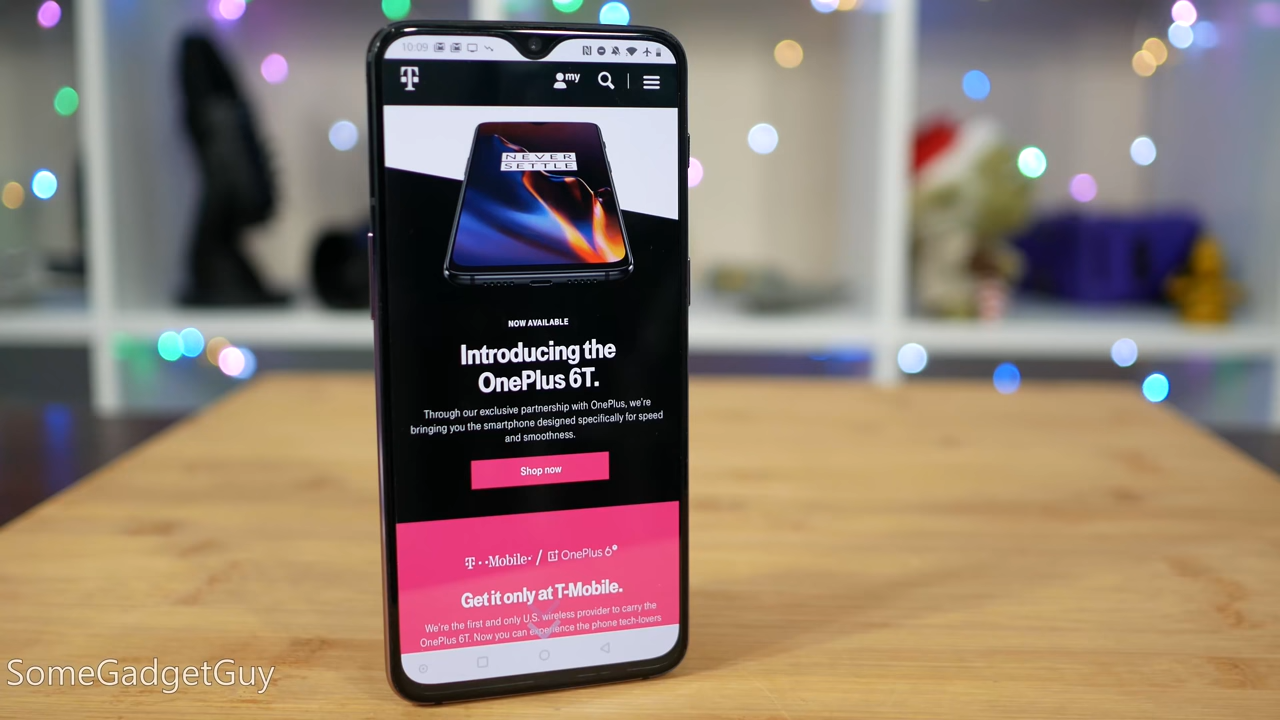 10:09
T my
NEVER
SETTLE
NOW AVAILABLE
Introducing the
OnePlus 6T.
Through our exclusive partnership with OnePlus, we're
bringing you the smartphone designed specifically for speed
and smoothness.
Shop now
T · · Mobile · / OnePlus 6T
Get it only at T-Mobile.
We're the first and only U.S. wireless provider to carry the
OnePlus 6T. Now you can experience the phone tech-lovers
SomeGadgetGuy